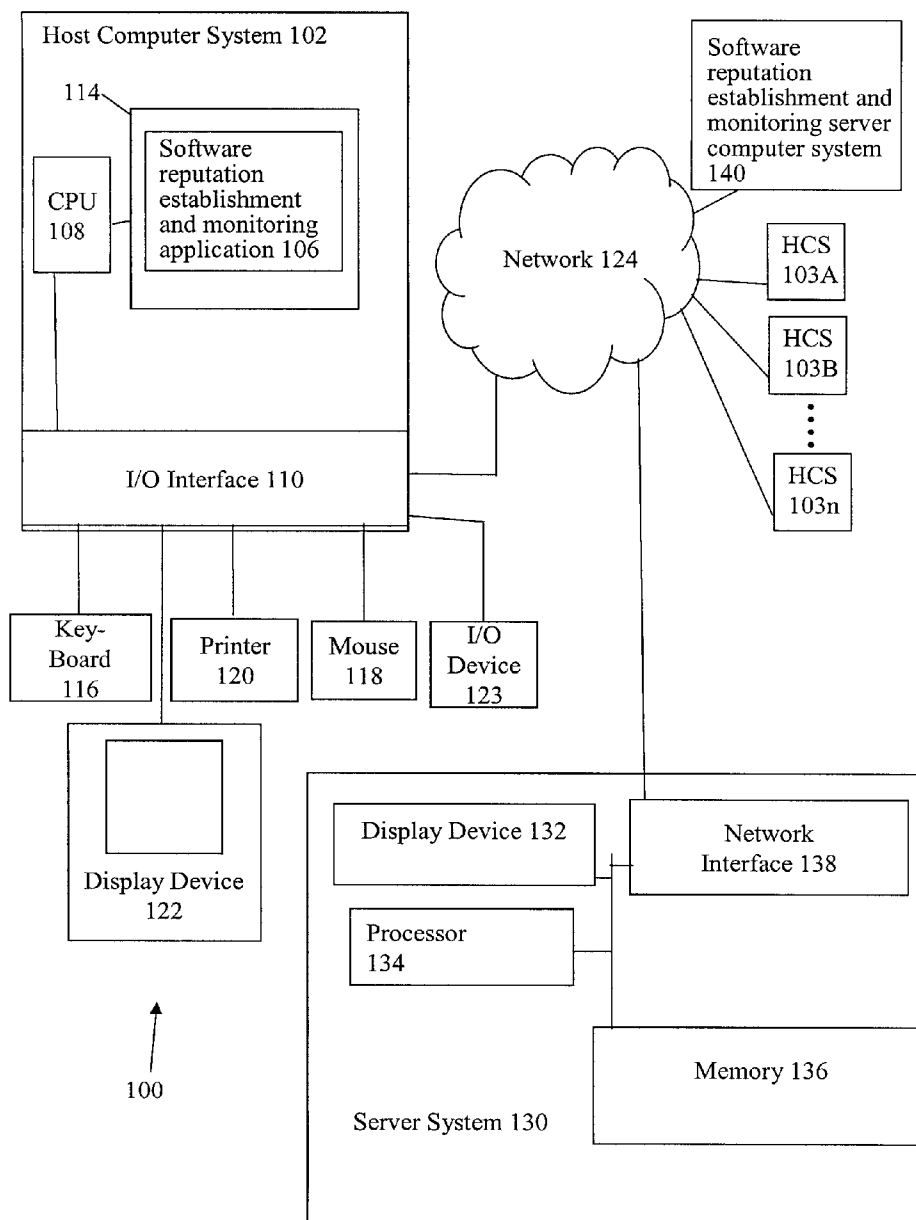 Host Computer System 102
114
Software
reputation
establishment
and monitoring
application 106
CPU
108
I/O Interface 110
Software
reputation
establishment and
monitoring server
computer system
140
Network 124
HCS
103A
HCS
103B
HCS
103n
Key-
Board
116
Printer
120
Mouse
118
I/O
Device
123
Display Device
122
100
Display Device 132
Network
Interface 138
Processor
134
Memory 136
Server System 130